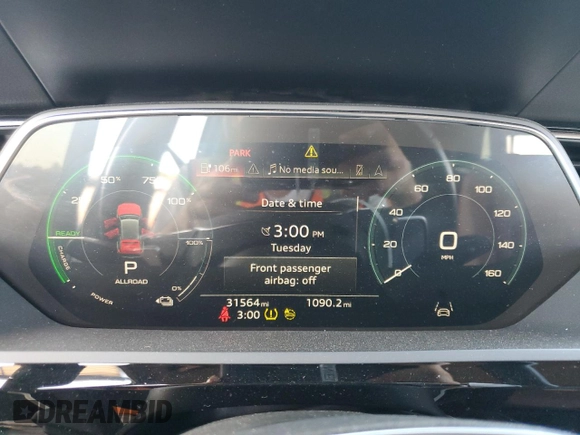 PARK
106mi
No media sou...
50%
75%
25
100%
Date & time
3:00 PM
Tuesday
READY
CHARGE
100%
P
ALLROAD
0%
POWER
Front passenger
airbag: off
31564mi
1090.2mi
3:00
60
80
100
40
120
20
0
MPH
140
0
160
DREAMBID